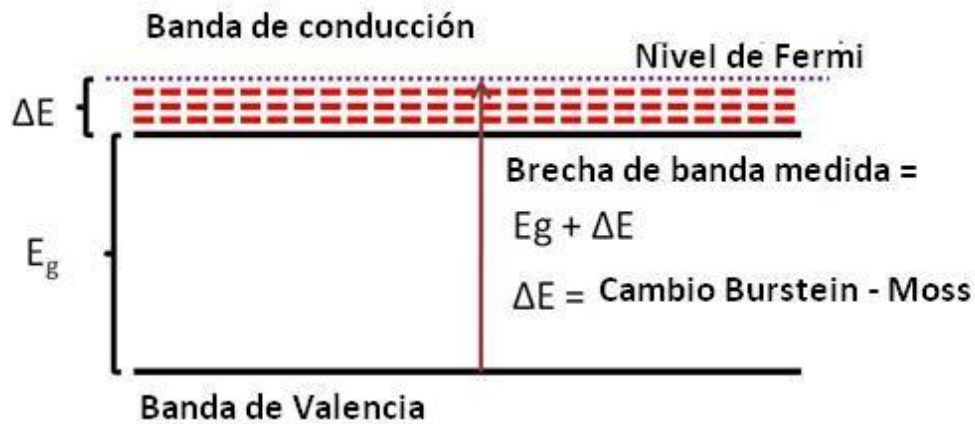 Banda de conducción
Nivel de Fermi
ΔE
Brecha de banda medida =
Eg + ΔE
Eg
ΔE = Cambio Burstein - Moss
Banda de Valencia